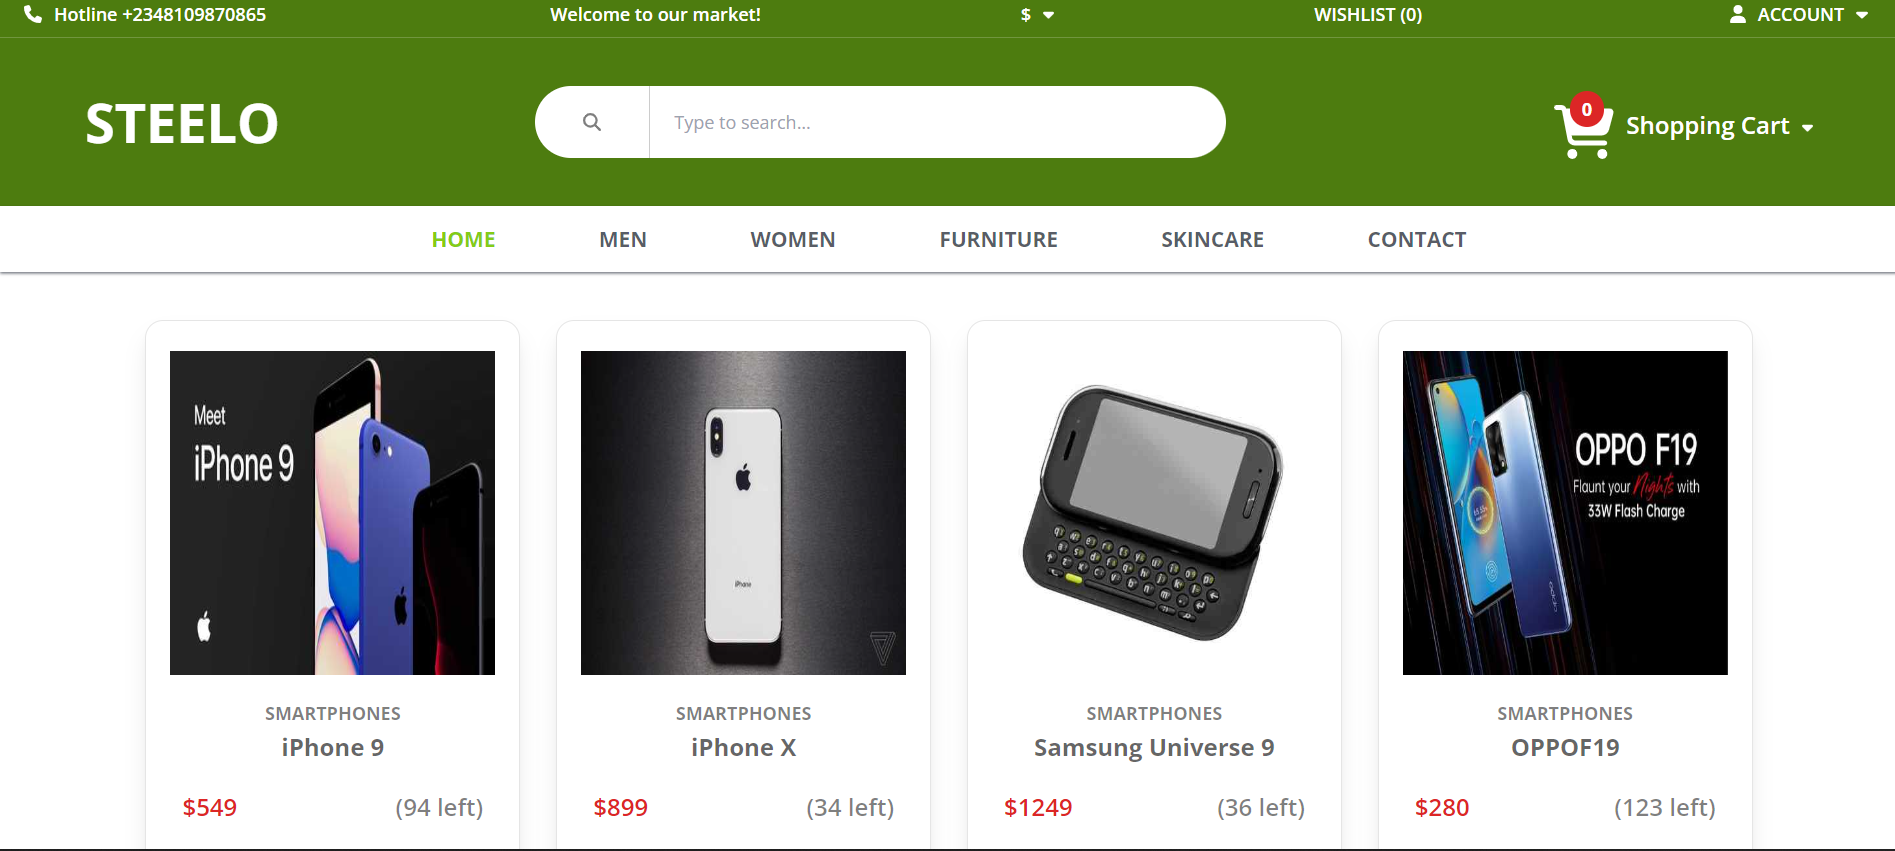 Hotline +2348109870865
Welcome to our market!
$
WISHLIST (0)
ACCOUNT
STEELO
Type to search...
0
Shopping Cart
HOME
MEN
WOMEN
FURNITURE
SKINCARE
CONTACT
Meet
iPhone 9
iPhone
OPPO F19
Flaunt your Nights with
33W Flash Charge
oppo
SMARTPHONES
iPhone 9
$549
(94 left)
SMARTPHONES
iPhone X
$899
(34 left)
SMARTPHONES
Samsung Universe 9
$1249
(36 left)
SMARTPHONES
OPPOF19
$280
(123 left)